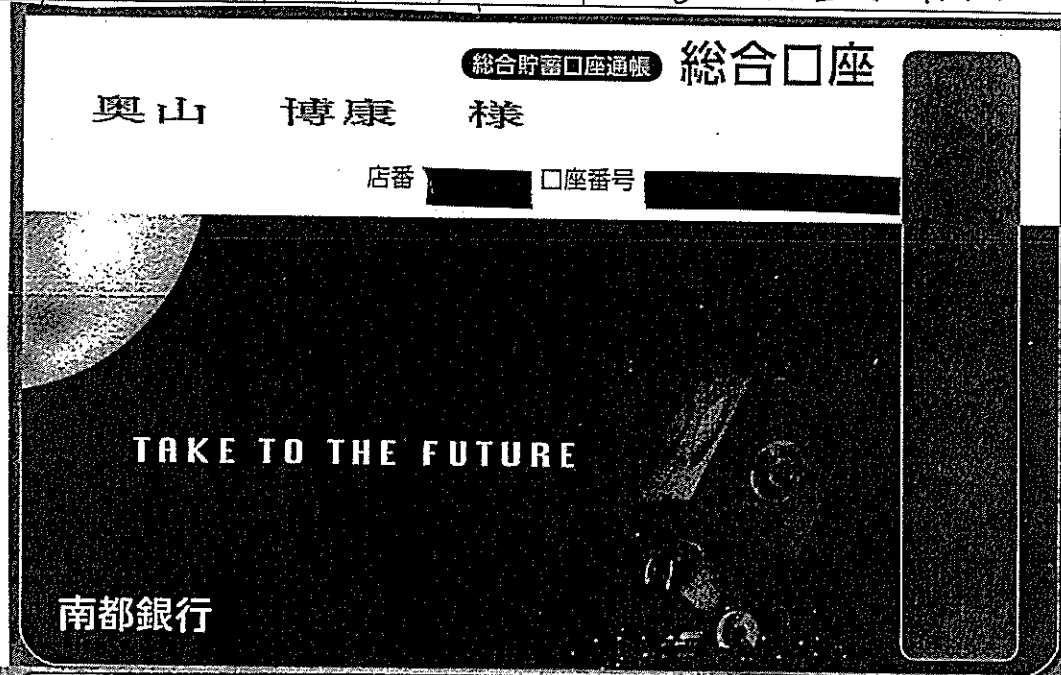 総合貯蓄口座通帳 総合口座
奥山 博康 様
店番 口座番号
TAKE TO THE FUTURE
南都銀行